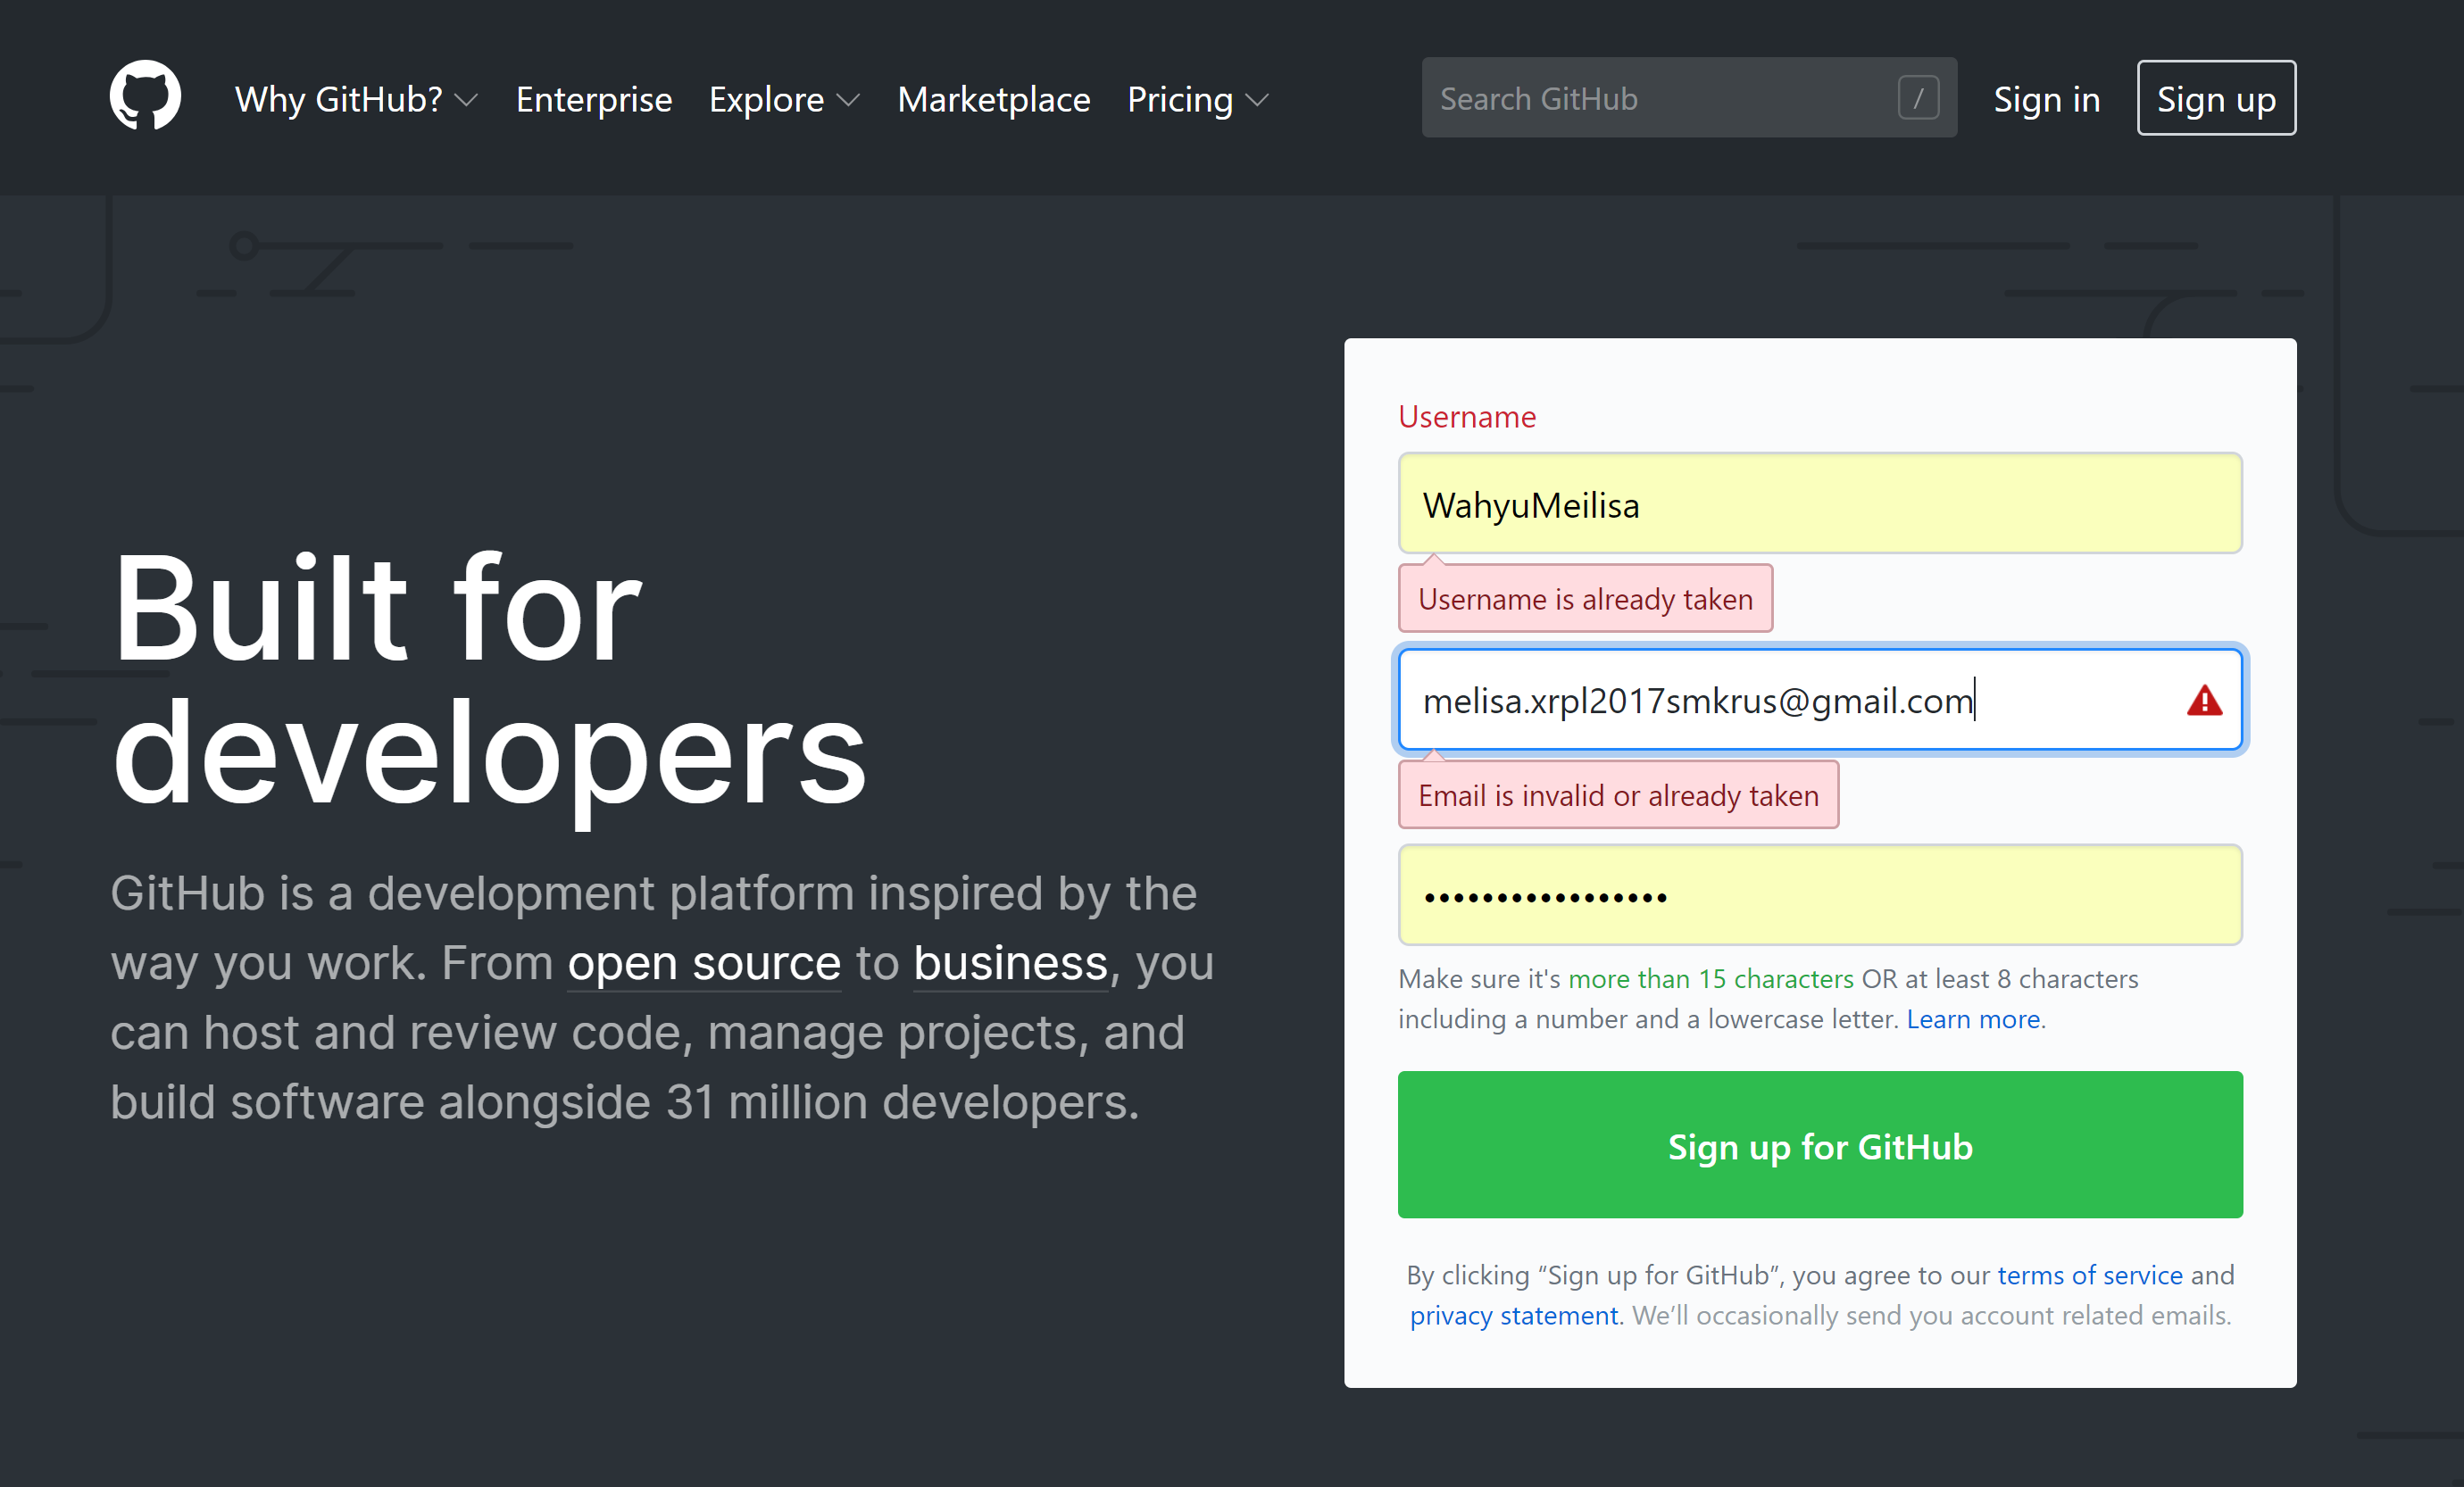 Why GitHub? Enterprise Explore Marketplace Pricing Search GitHub / Sign in Sign up
Built for
developers
GitHub is a development platform inspired by the
way you work. From open source to business, you
can host and review code, manage projects, and
build software alongside 31 million developers.
Username
WahyuMeilisa
Username is already taken
melisa.xrpl2017smkrus@gmail.com
Email is invalid or already taken
•••••••••••••••••
Make sure it's more than 15 characters OR at least 8 characters
including a number and a lowercase letter. Learn more.
Sign up for GitHub
By clicking “Sign up for GitHub”, you agree to our terms of service and
privacy statement. We’ll occasionally send you account related emails.